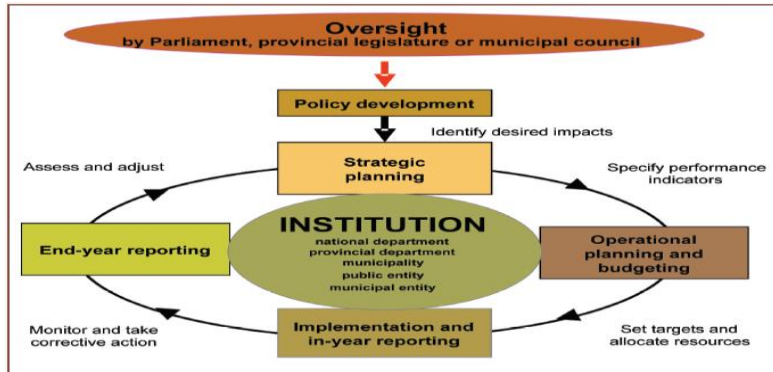 Oversight
by Parliament, provincial legislature or municipal council
Policy development
Identify desired impacts
Strategic
planning
Assess and adjust
Specify performance
indicators
INSTITUTION
national department
provincial department
municipality
public entity
municipal entity
End-year reporting
Operational
planning and
budgeting
Implementation and
in-year reporting
Monitor and take
corrective action
Set targets and
allocate resources